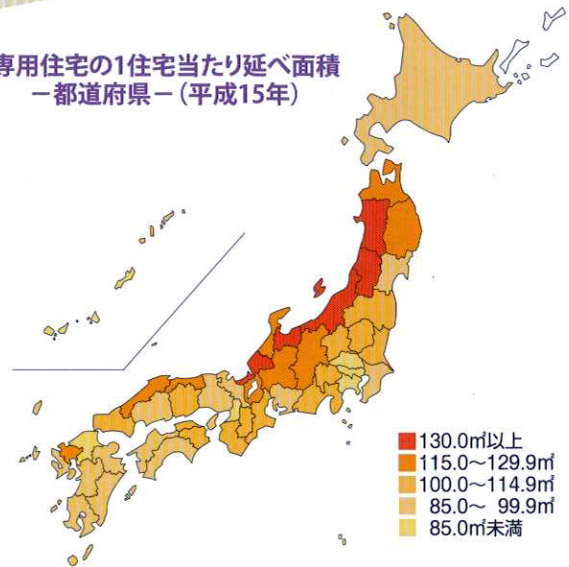 専用住宅の1住宅当たり延べ面積
－都道府県－(平成15年)
130.0㎡以上
115.0～129.9㎡
100.0～114.9㎡
85.0～ 99.9㎡
85.0㎡未満